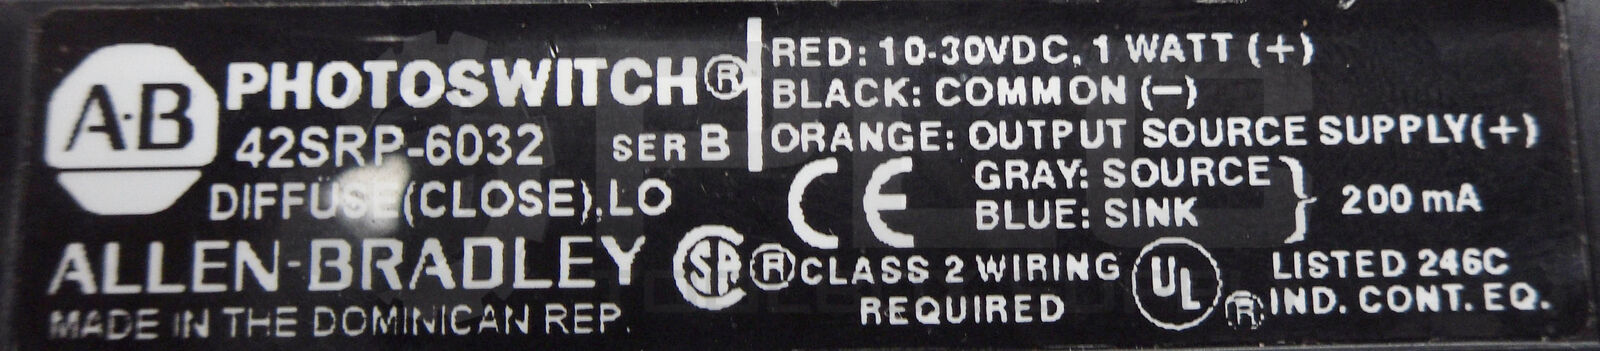 A-B
PHOTOSWITCH®
42SRP-6032 SER B
DIFFUSE(CLOSE),LO
ALLEN-BRADLEY
MADE IN THE DOMINICAN REP.
RED: 10-30VDC, 1 WATT (+)
BLACK: COMMON (—)
ORANGE: OUTPUT SOURCE SUPPLY(+)
CE
GRAY: SOURCE
BLUE: SINK
200 mA
SA ®
CLASS 2 WIRING
REQUIRED
UL ®
LISTED 246C
IND. CONT. EQ.